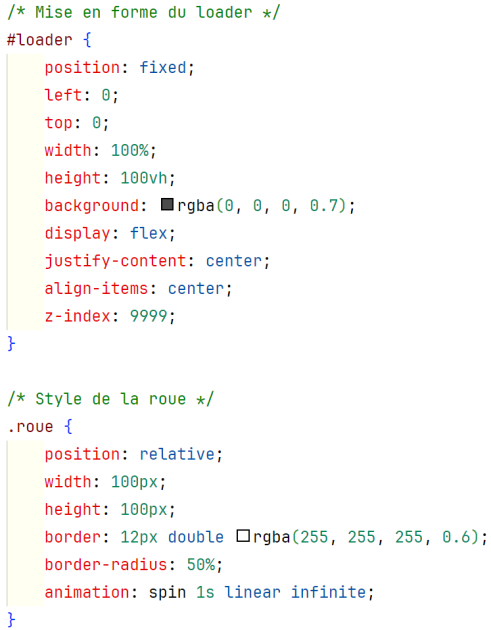 /* Mise en forme du loader */
#loader {
    position: fixed;
    left: 0;
    top: 0;
    width: 100%;
    height: 100vh;
    background: rgba(0, 0, 0, 0.7);
    display: flex;
    justify-content: center;
    align-items: center;
    z-index: 9999;
}

/* Style de la roue */
.roue {
    position: relative;
    width: 100px;
    height: 100px;
    border: 12px double rgba(255, 255, 255, 0.6);
    border-radius: 50%;
    animation: spin 1s linear infinite;
}